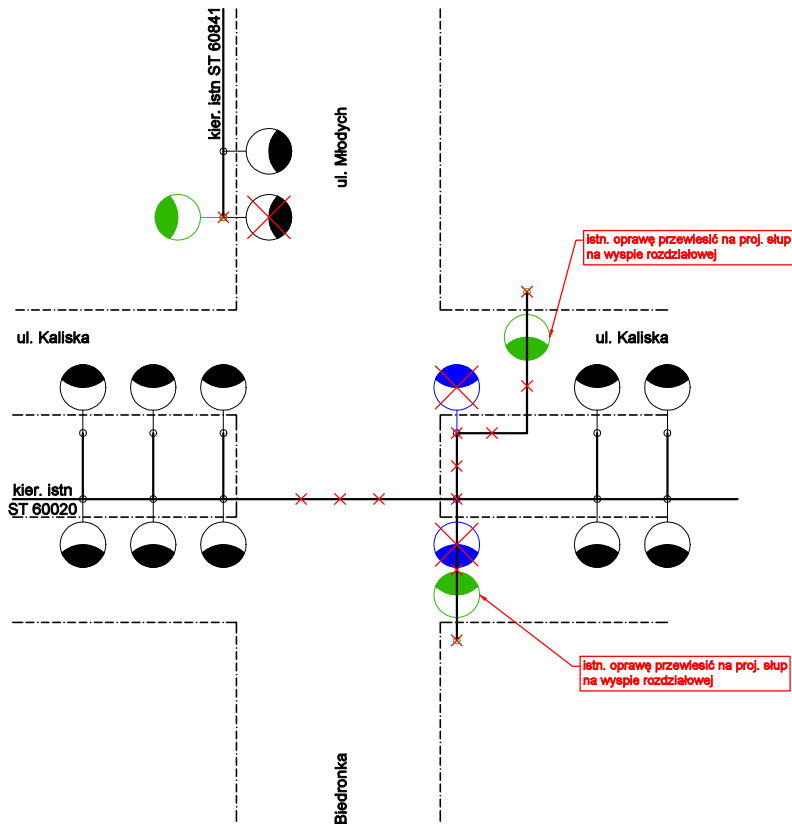 kier. istn ST 60841
ul. Młodych
istn. oprawę przewiesić na proj. słup
na wyspie rozdziałowej
ul. Kaliska
ul. Kaliska
kier. istn
ST 60020
istn. oprawę przewiesić na proj. słup
na wyspie rozdziałowej
Biedronka